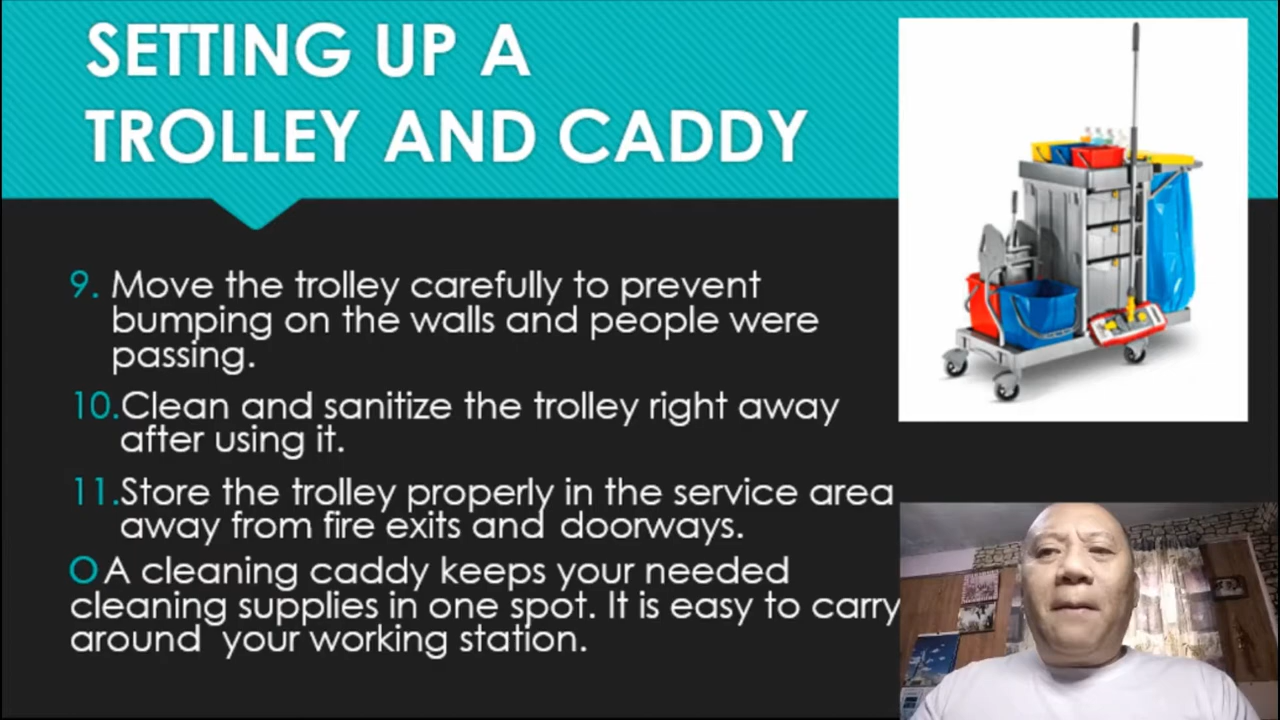 SETTING UP A
TROLLEY AND CADDY
9. Move the trolley carefully to prevent
bumping on the walls and people were
passing.
10.Clean and sanitize the trolley right away
after using it.
11.Store the trolley properly in the service area
away from fire exits and doorways.
O A cleaning caddy keeps your needed
cleaning supplies in one spot. It is easy to carry
around your working station.